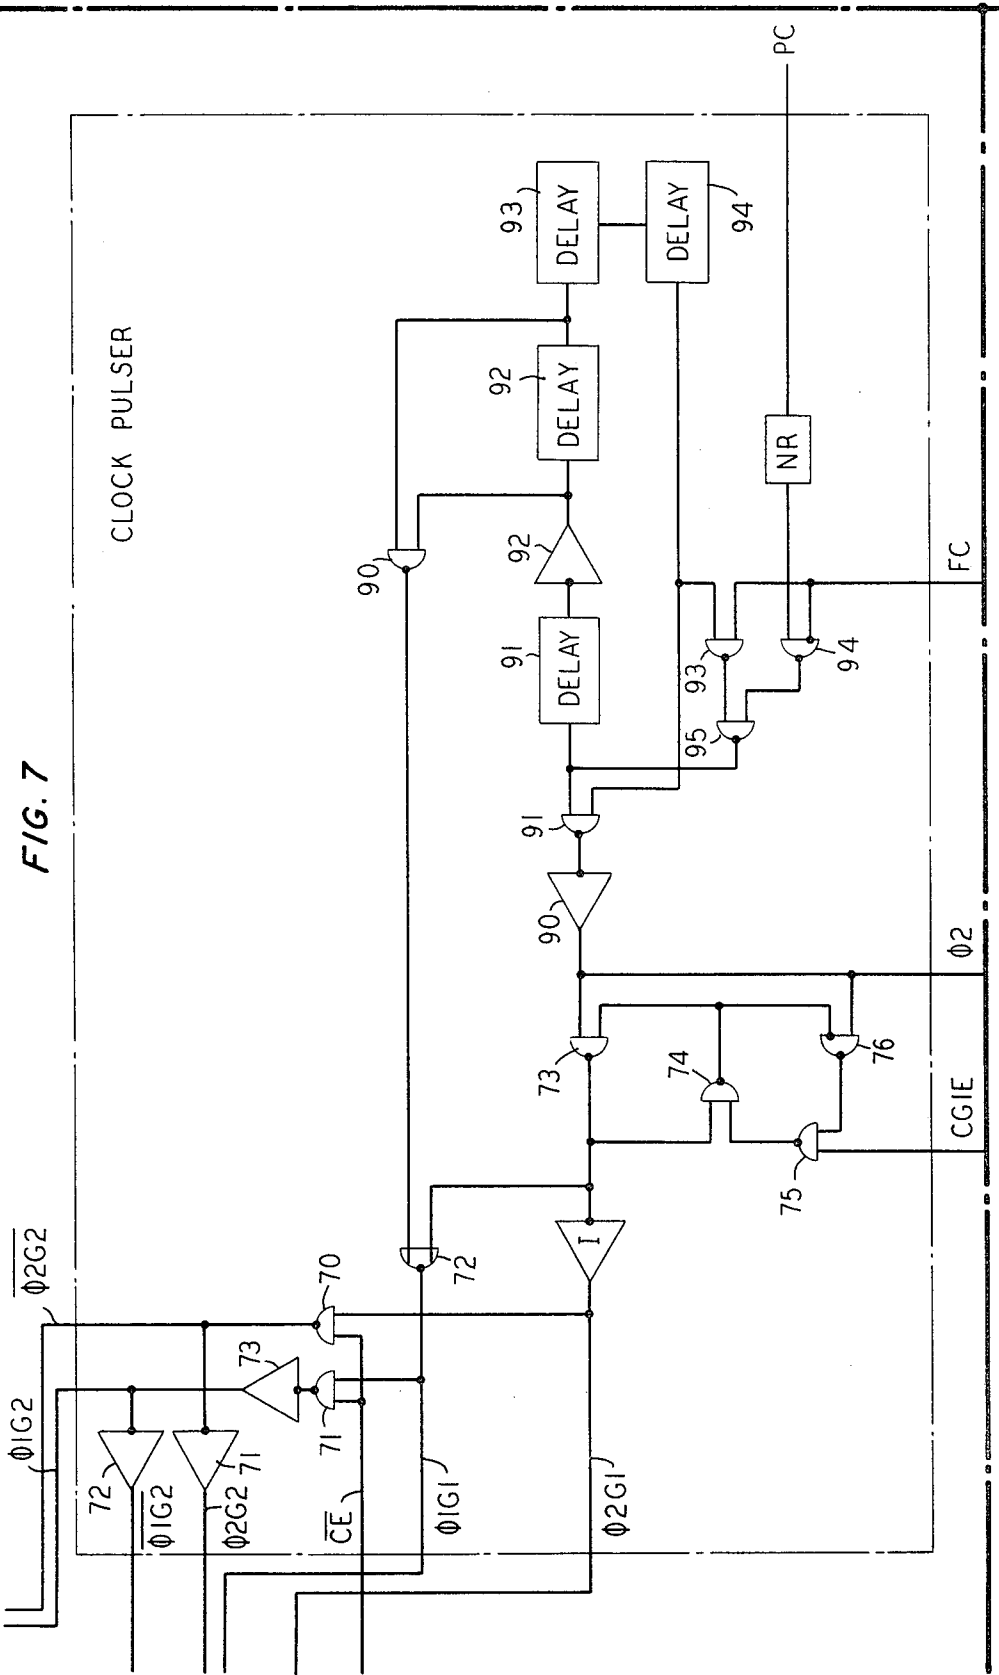 FIG. 7
CLOCK PULSER
Φ1G2
Φ2G2
72
Φ1G2
71
Φ2G2
73
71
70
CE
Φ1G1
72
Φ2G1
I
90
73
74
75
76
90
91
DELAY
91
92
DELAY
92
DELAY
93
DELAY
94
95
93
94
NR
PC
CG1E
Φ2
FC